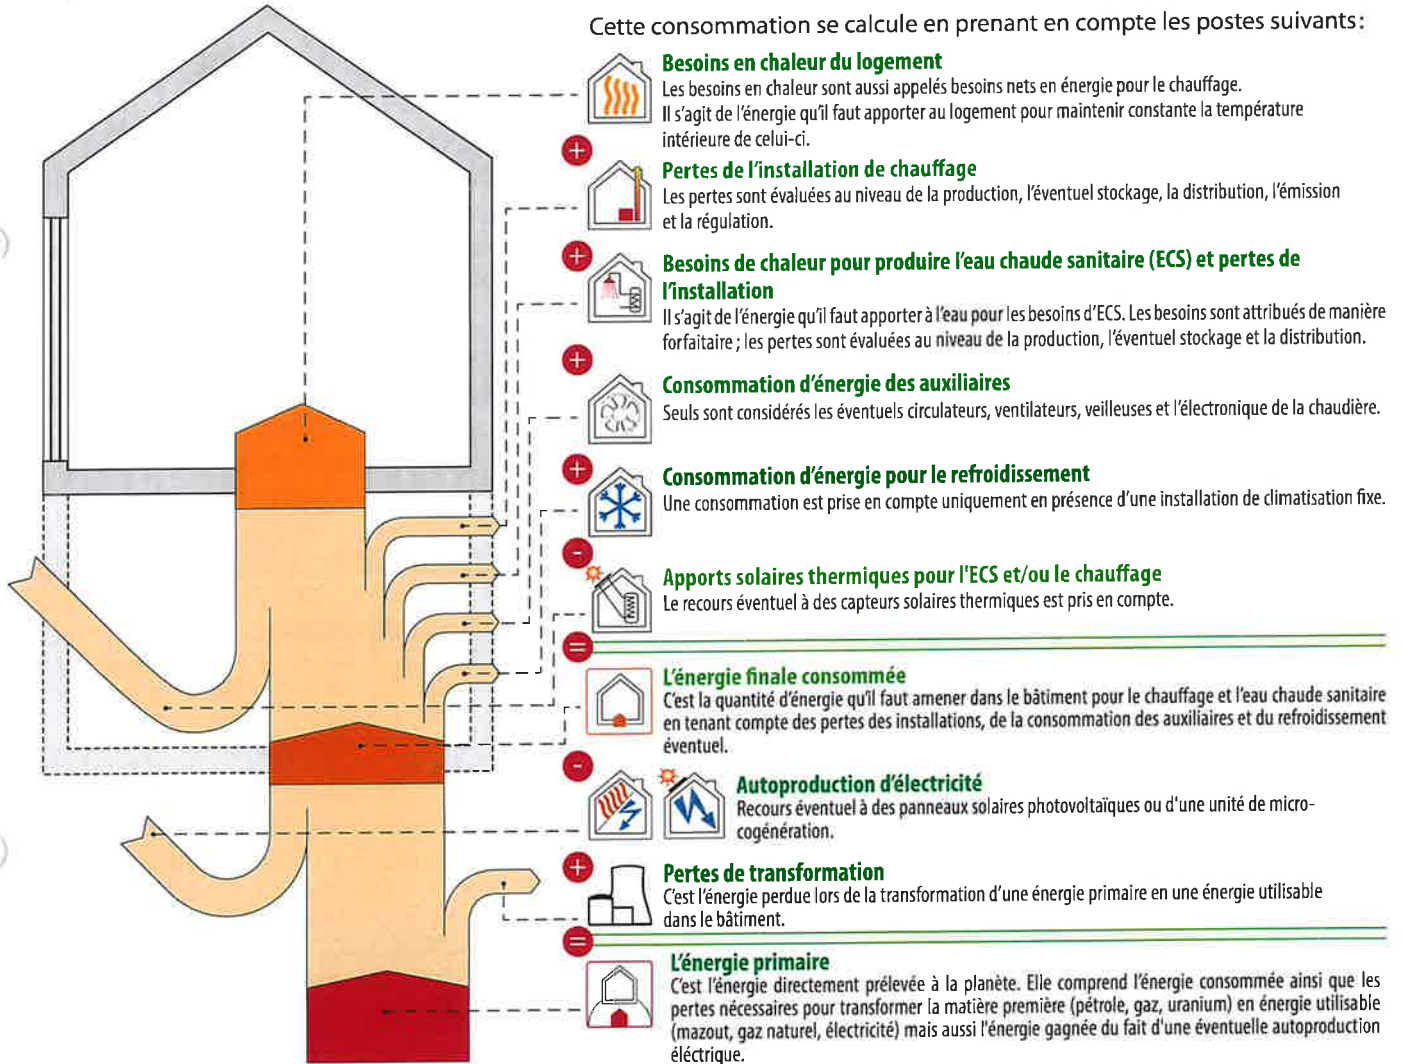 Cette consommation se calcule en prenant en compte les postes suivants:
Besoins en chaleur du logement
Les besoins en chaleur sont aussi appelés besoins nets en énergie pour le chauffage.
Il s'agit de l'énergie qu'il faut apporter au logement pour maintenir constante la température
intérieure de celui-ci.
+
Pertes de l'installation de chauffage
Les pertes sont évaluées au niveau de la production, l'éventuel stockage, la distribution, l'émission
et la régulation.
+
Besoins de chaleur pour produire l'eau chaude sanitaire (ECS) et pertes de
l'installation
Il s'agit de l'énergie qu'il faut apporter à l'eau pour les besoins d'ECS. Les besoins sont attribués de manière
forfaitaire ; les pertes sont évaluées au niveau de la production, l'éventuel stockage et la distribution.
+
Consommation d'énergie des auxiliaires
Seuls sont considérés les éventuels circulateurs, ventilateurs, veilleuses et l'électronique de la chaudière.
+
Consommation d'énergie pour le refroidissement
Une consommation est prise en compte uniquement en présence d'une installation de climatisation fixe.
-
Apports solaires thermiques pour l'ECS et/ou le chauffage
Le recours éventuel à des capteurs solaires thermiques est pris en compte.
=
L'énergie finale consommée
C'est la quantité d'énergie qu'il faut amener dans le bâtiment pour le chauffage et l'eau chaude sanitaire
en tenant compte des pertes des installations, de la consommation des auxiliaires et du refroidissement
éventuel.
-
Autoproduction d'électricité
Recours éventuel à des panneaux solaires photovoltaïques ou d'une unité de micro-
cogénération.
+
Pertes de transformation
C'est l'énergie perdue lors de la transformation d'une énergie primaire en une énergie utilisable
dans le bâtiment.
=
L'énergie primaire
C'est l'énergie directement prélevée à la planète. Elle comprend l'énergie consommée ainsi que les
pertes nécessaires pour transformer la matière première (pétrole, gaz, uranium) en énergie utilisable
(mazout, gaz naturel, électricité) mais aussi l'énergie gagnée du fait d'une éventuelle autoproduction
éléctrique.